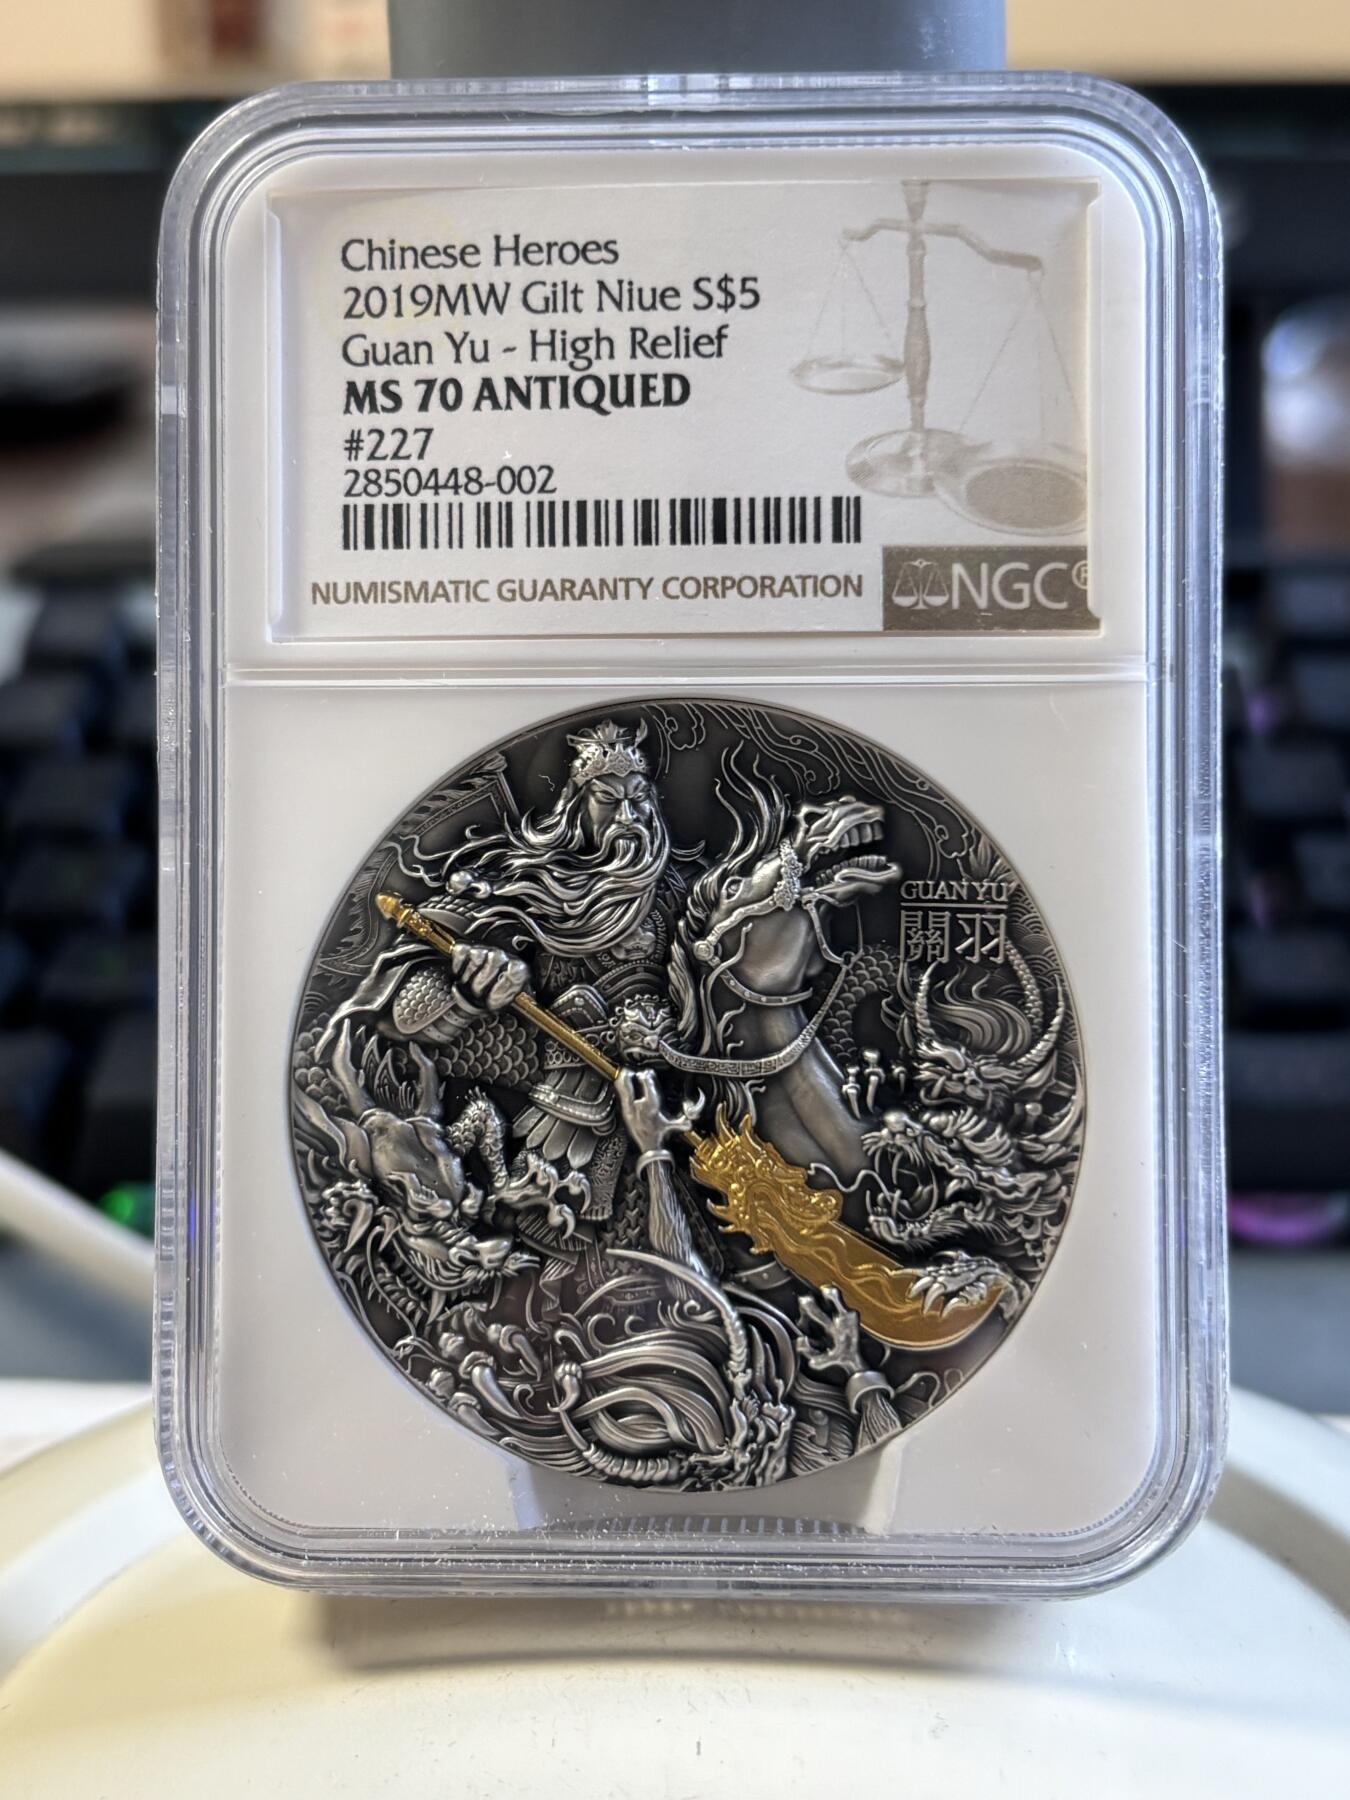 Chinese Heroes
2019MW Gilt Niue S$5
Guan Yu - High Relief
MS 70 ANTIQUED
#227
2850448-002
NUMISMATIC GUARANTY CORPORATION
NGC®
GUAN YU
關羽